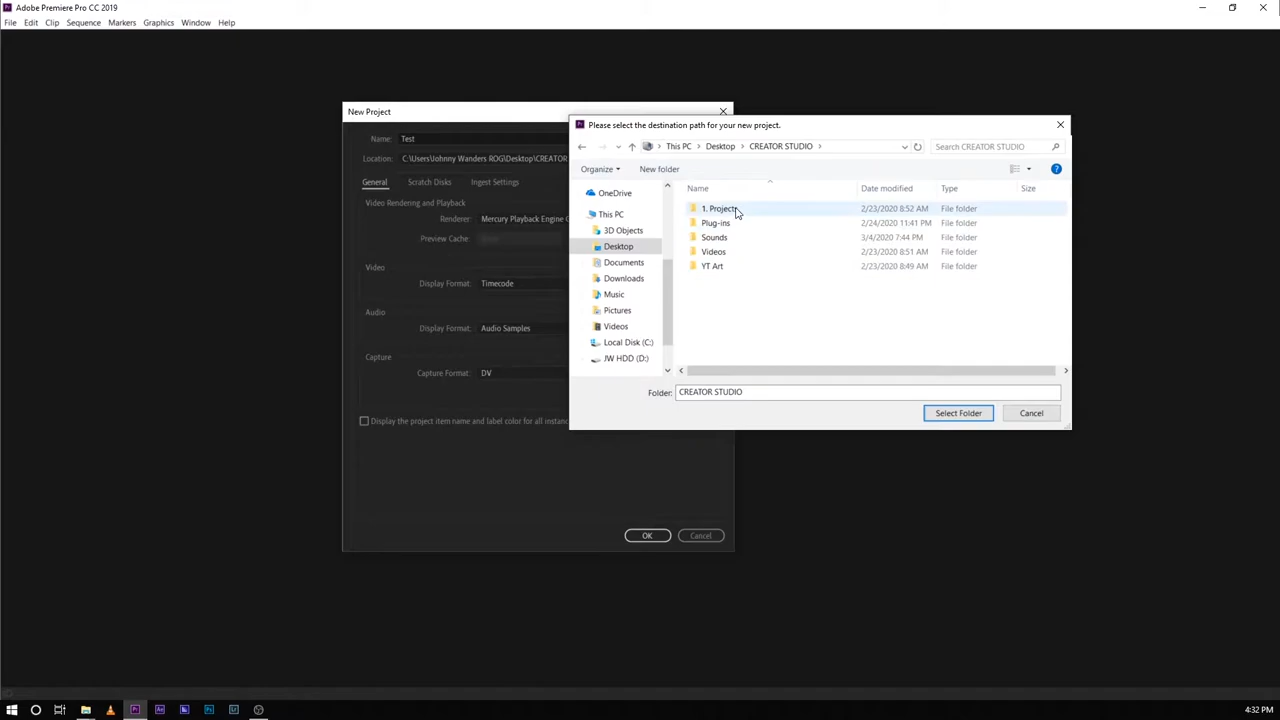 Adobe Premiere Pro CC 2019
File Edit Clip Sequence Markers Graphics Window Help
New Project
Name: Test
Location: C:\Users\Johnny Wanders ROG\Desktop\CREATOR
General Scratch Disks Ingest Settings
Video Rendering and Playback
Renderer: Mercury Playback Engine
Preview Cache:
Video
Display Format: Timecode
Audio
Display Format: Audio Samples
Capture
Capture Format: DV
Display the project item name and label color for all instanc
OK Cancel
Please select the destination path for your new project.
This PC > Desktop > CREATOR STUDIO >
Search CREATOR STUDIO
Organize New folder
OneDrive
This PC
3D Objects
Desktop
Documents
Downloads
Music
Pictures
Videos
Local Disk (C:)
JW HDD (D:)
Name Date modified Type Size
1. Projects 2/23/2020 8:52 AM File folder
Plug-ins 2/24/2020 11:41 PM File folder
Sounds 3/4/2020 7:44 PM File folder
Videos 2/23/2020 8:51 AM File folder
YT Art 2/23/2020 8:49 AM File folder
Folder: CREATOR STUDIO
Select Folder Cancel
Pr Ae Ps Lr
4:32 PM